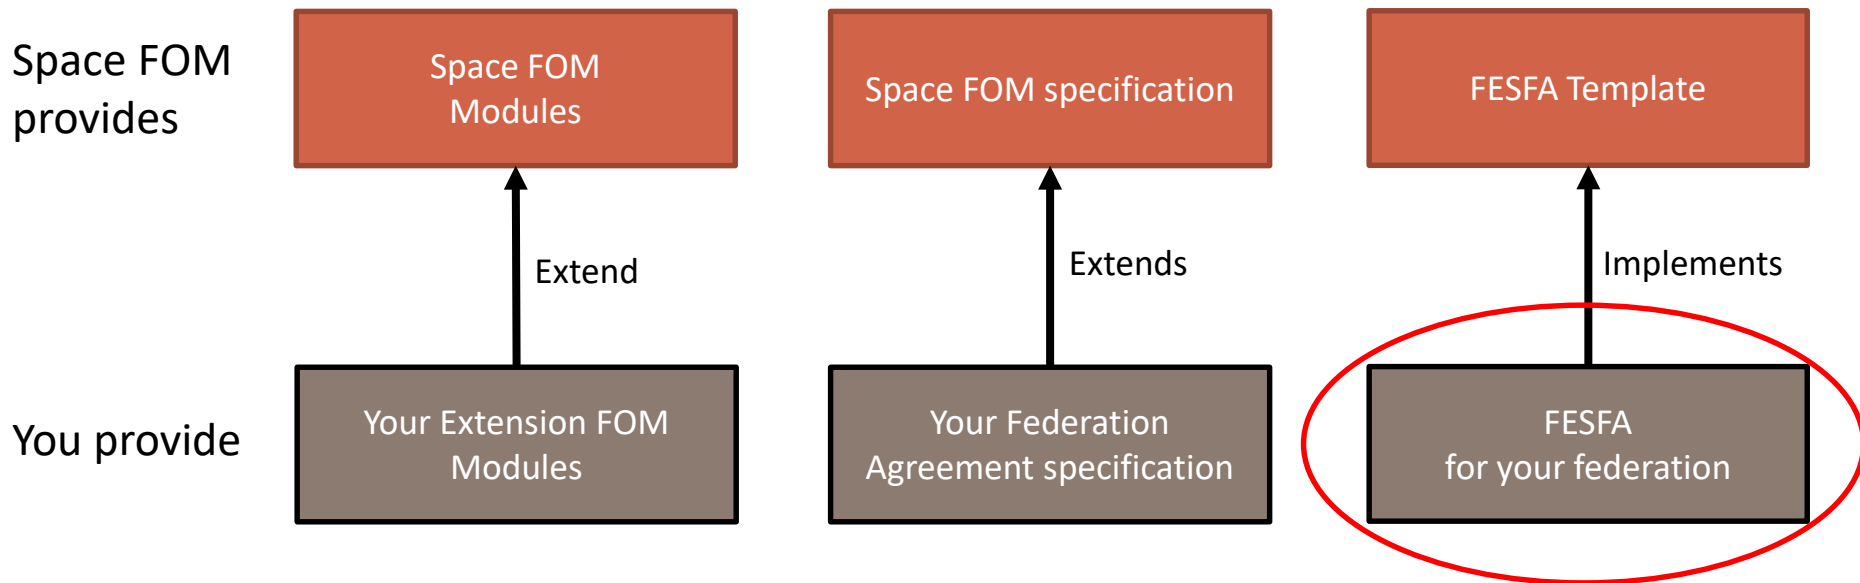 Space FOM
provides
Space FOM
Modules
Space FOM specification
FESFA Template
Extend
Extends
Implements
You provide
Your Extension FOM
Modules
Your Federation
Agreement specification
FESFA
for your federation